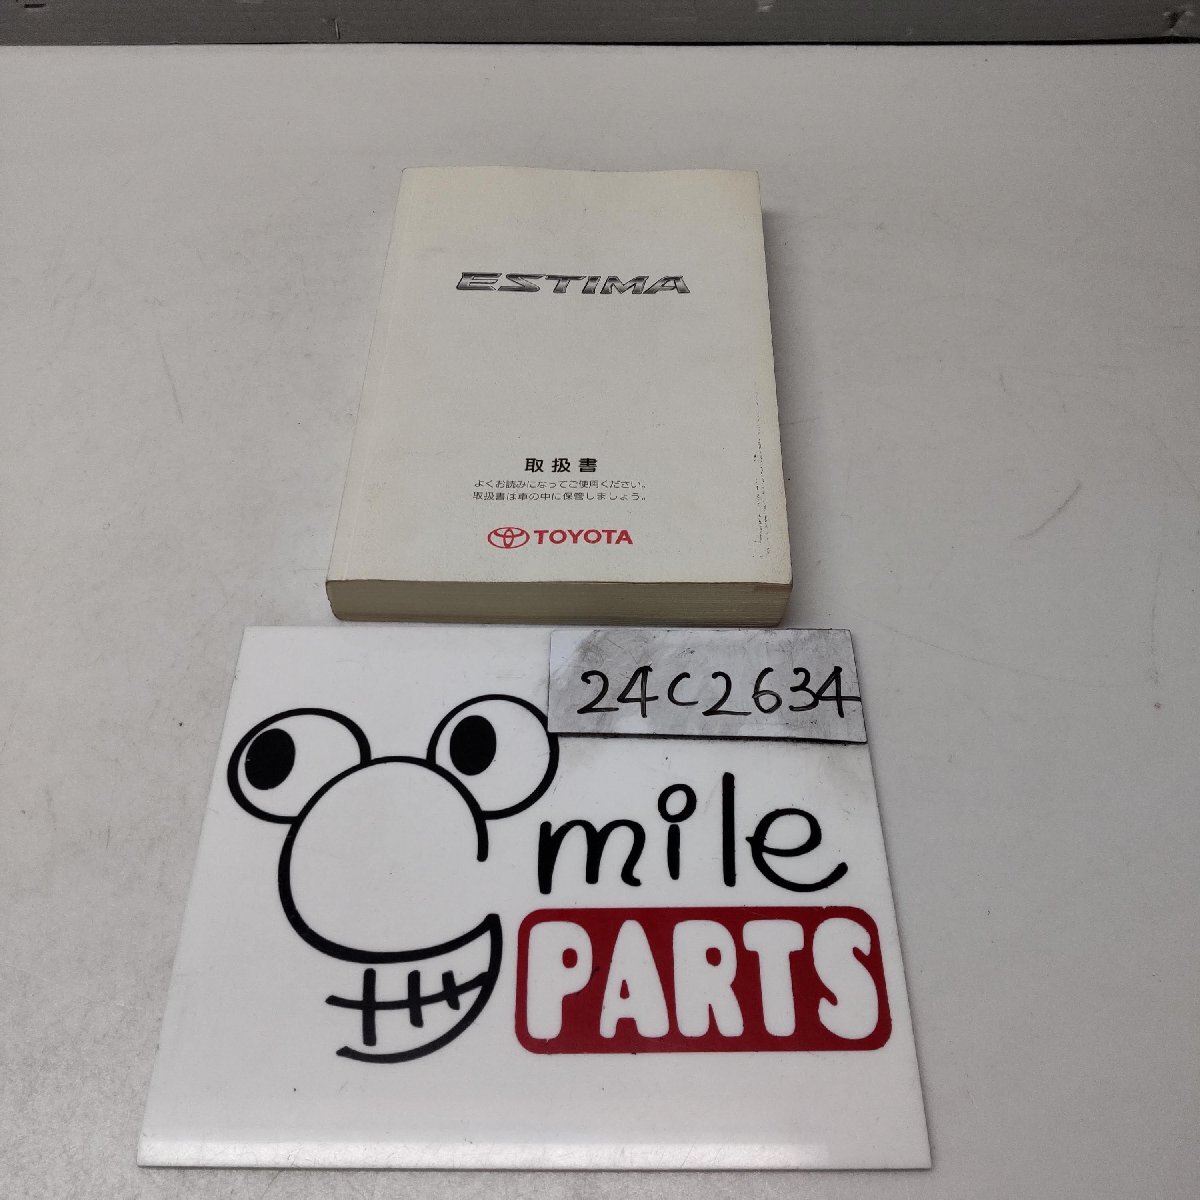 ESTIMA
取扱書
よくお読みになってご使用ください。
取扱書は車の中に保管しましょう。
TOYOTA
24C2634
mile
PARTS